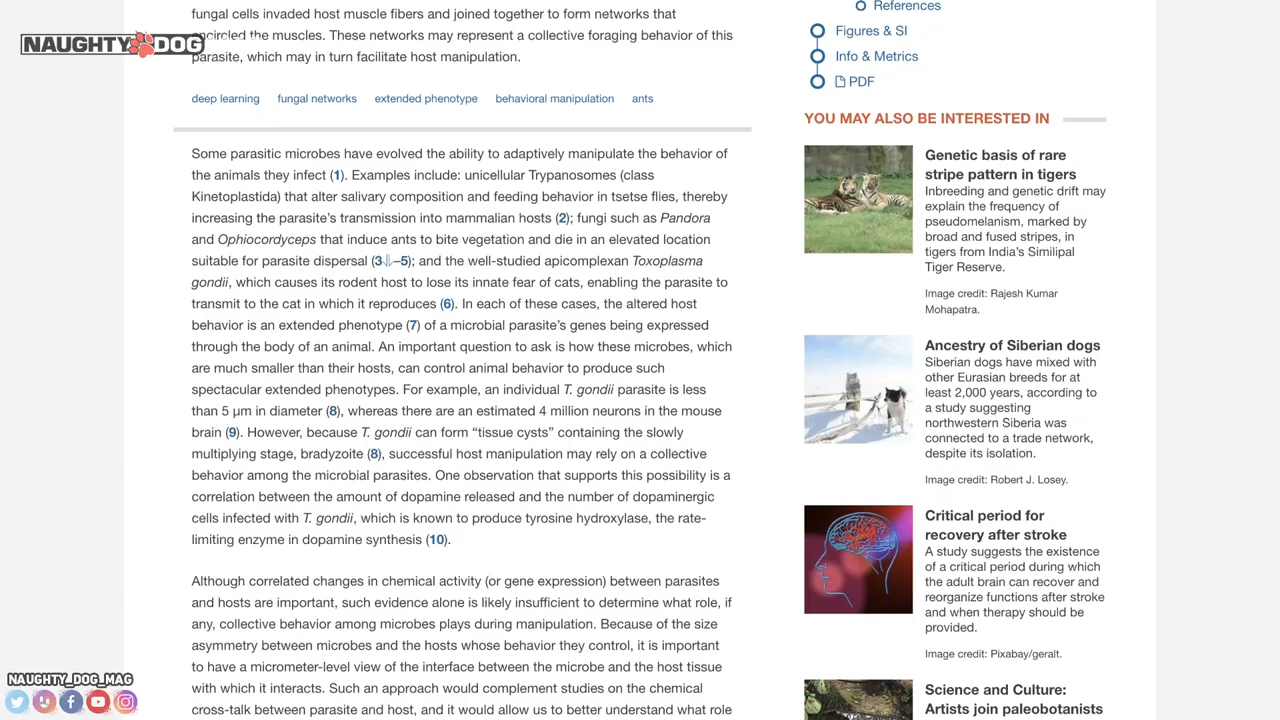 fungal cells invaded host muscle fibers and joined together to form networks that
encircled the muscles. These networks may represent a collective foraging behavior of this
parasite, which may in turn facilitate host manipulation.
NAUGHTY DOG
deep learning fungal networks extended phenotype behavioral manipulation ants
Some parasitic microbes have evolved the ability to adaptively manipulate the behavior of
the animals they infect (1). Examples include: unicellular Trypanosomes (class
Kinetoplastida) that alter salivary composition and feeding behavior in tsetse flies, thereby
increasing the parasite's transmission into mammalian hosts (2); fungi such as Pandora
and Ophiocordyceps that induce ants to bite vegetation and die in an elevated location
suitable for parasite dispersal (3⇓–5); and the well-studied apicomplexan Toxoplasma
gondii, which causes its rodent host to lose its innate fear of cats, enabling the parasite to
transmit to the cat in which it reproduces (6). In each of these cases, the altered host
behavior is an extended phenotype (7) of a microbial parasite's genes being expressed
through the body of an animal. An important question to ask is how these microbes, which
are much smaller than their hosts, can control animal behavior to produce such
spectacular extended phenotypes. For example, an individual T. gondii parasite is less
than 5 μm in diameter (8), whereas there are an estimated 4 million neurons in the mouse
brain (9). However, because T. gondii can form “tissue cysts” containing the slowly
multiplying stage, bradyzoite (8), successful host manipulation may rely on a collective
behavior among the microbial parasites. One observation that supports this possibility is a
correlation between the amount of dopamine released and the number of dopaminergic
cells infected with T. gondii, which is known to produce tyrosine hydroxylase, the rate-
limiting enzyme in dopamine synthesis (10).
Although correlated changes in chemical activity (or gene expression) between parasites
and hosts are important, such evidence alone is likely insufficient to determine what role, if
any, collective behavior among microbes plays during manipulation. Because of the size
asymmetry between microbes and the hosts whose behavior they control, it is important
to have a micrometer-level view of the interface between the microbe and the host tissue
with which it interacts. Such an approach would complement studies on the chemical
cross-talk between parasite and host, and it would allow us to better understand what role
NAUGHTY_DOG_MAG
References
Figures & SI
Info & Metrics
PDF
YOU MAY ALSO BE INTERESTED IN
Genetic basis of rare
stripe pattern in tigers
Inbreeding and genetic drift may
explain the frequency of
pseudomelanism, marked by
broad and fused stripes, in
tigers from India's Similipal
Tiger Reserve.
Image credit: Rajesh Kumar
Mohapatra.
Ancestry of Siberian dogs
Siberian dogs have mixed with
other Eurasian breeds for at
least 2,000 years, according to
a study suggesting
northwestern Siberia was
connected to a trade network,
despite its isolation.
Image credit: Robert J. Losey.
Critical period for
recovery after stroke
A study suggests the existence
of a critical period during which
the adult brain can recover and
reorganize functions after stroke
and when therapy should be
provided.
Image credit: Pixabay/geralt.
Science and Culture:
Artists join paleobotanists